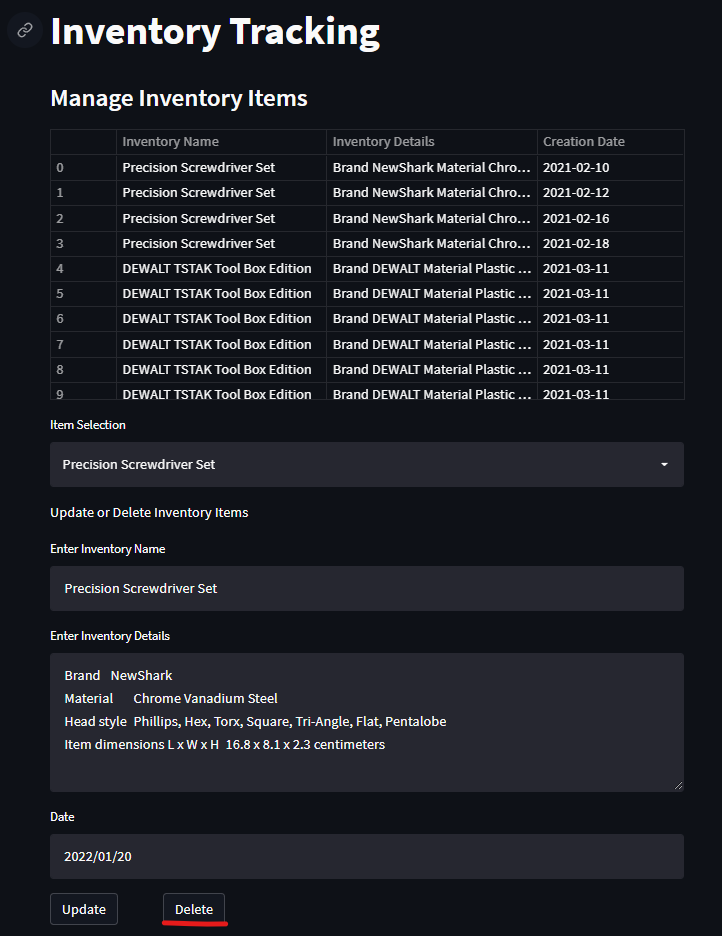 Inventory Tracking
Manage Inventory Items
Inventory Name Inventory Details Creation Date
0 Precision Screwdriver Set Brand NewShark Material Chro... 2021-02-10
1 Precision Screwdriver Set Brand NewShark Material Chro... 2021-02-12
2 Precision Screwdriver Set Brand NewShark Material Chro... 2021-02-16
3 Precision Screwdriver Set Brand NewShark Material Chro... 2021-02-18
4 DEWALT TSTAK Tool Box Edition Brand DEWALT Material Plastic ... 2021-03-11
5 DEWALT TSTAK Tool Box Edition Brand DEWALT Material Plastic ... 2021-03-11
6 DEWALT TSTAK Tool Box Edition Brand DEWALT Material Plastic ... 2021-03-11
7 DEWALT TSTAK Tool Box Edition Brand DEWALT Material Plastic ... 2021-03-11
8 DEWALT TSTAK Tool Box Edition Brand DEWALT Material Plastic ... 2021-03-11
9 DEWALT TSTAK Tool Box Edition Brand DEWALT Material Plastic ... 2021-03-11
Item Selection
Precision Screwdriver Set
Update or Delete Inventory Items
Enter Inventory Name
Precision Screwdriver Set
Enter Inventory Details
Brand NewShark
Material Chrome Vanadium Steel
Head style Phillips, Hex, Torx, Square, Tri-Angle, Flat, Pentalobe
Item dimensions L x W x H 16.8 x 8.1 x 2.3 centimeters
Date
2022/01/20
Update Delete